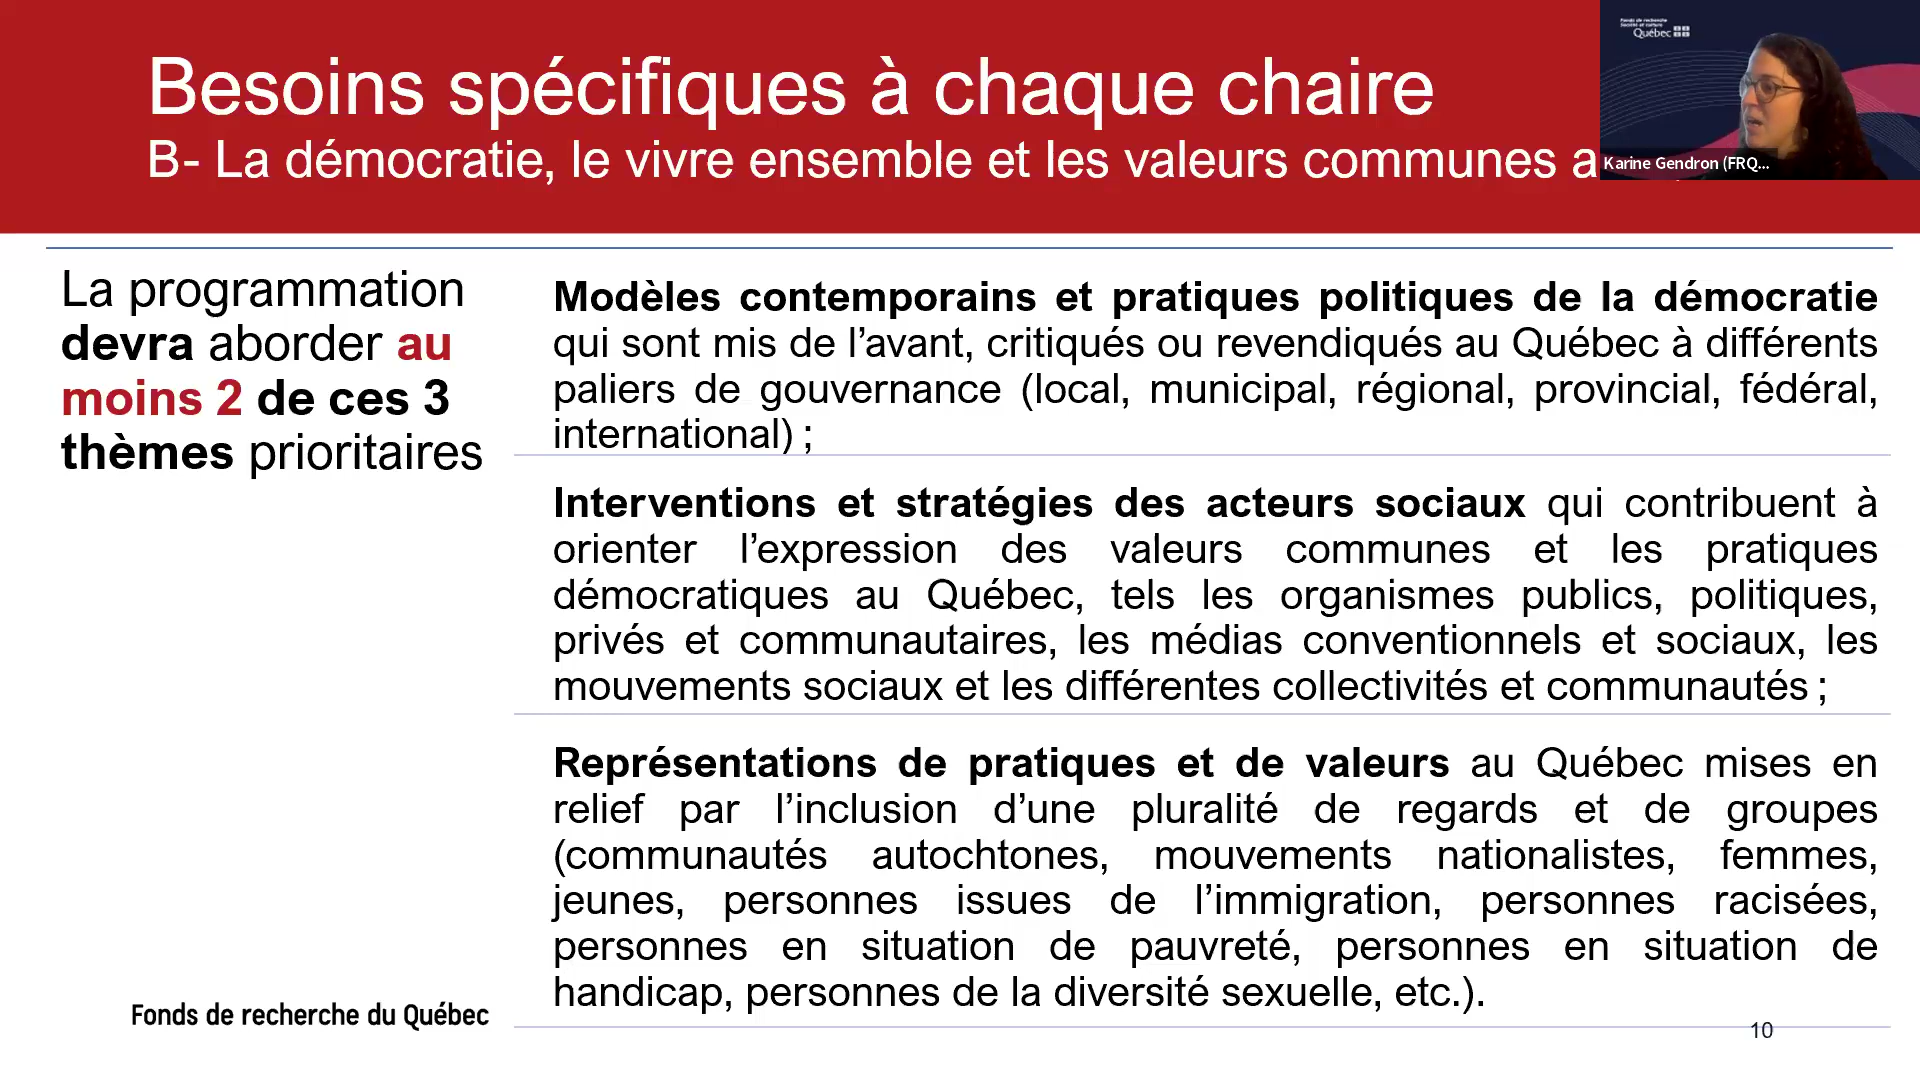 Besoins spécifiques à chaque chaire
B- La démocratie, le vivre ensemble et les valeurs communes a
Fonds de recherche
Société et culture
Québec
Karine Gendron (FRQ...
La programmation
devra aborder au
moins 2 de ces 3
thèmes prioritaires
Modèles contemporains et pratiques politiques de la démocratie
qui sont mis de l’avant, critiqués ou revendiqués au Québec à différents
paliers de gouvernance (local, municipal, régional, provincial, fédéral,
international) ;
Interventions et stratégies des acteurs sociaux qui contribuent à
orienter l’expression des valeurs communes et les pratiques
démocratiques au Québec, tels les organismes publics, politiques,
privés et communautaires, les médias conventionnels et sociaux, les
mouvements sociaux et les différentes collectivités et communautés ;
Représentations de pratiques et de valeurs au Québec mises en
relief par l’inclusion d’une pluralité de regards et de groupes
(communautés autochtones, mouvements nationalistes, femmes,
jeunes, personnes issues de l’immigration, personnes racisées,
personnes en situation de pauvreté, personnes en situation de
handicap, personnes de la diversité sexuelle, etc.).
Fonds de recherche du Québec
10